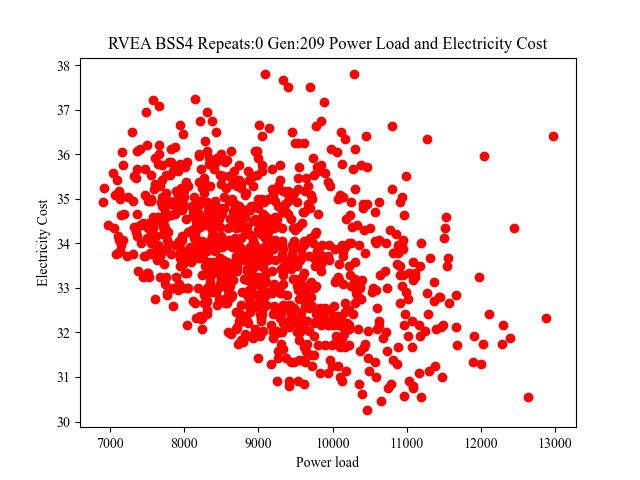 RVEA BSS4 Repeats:0 Gen:209 Power Load and Electricity Cost
38
37
36
35
34
33
32
31
30
Electricity Cost
7000 8000 9000 10000 11000 12000 13000
Power load